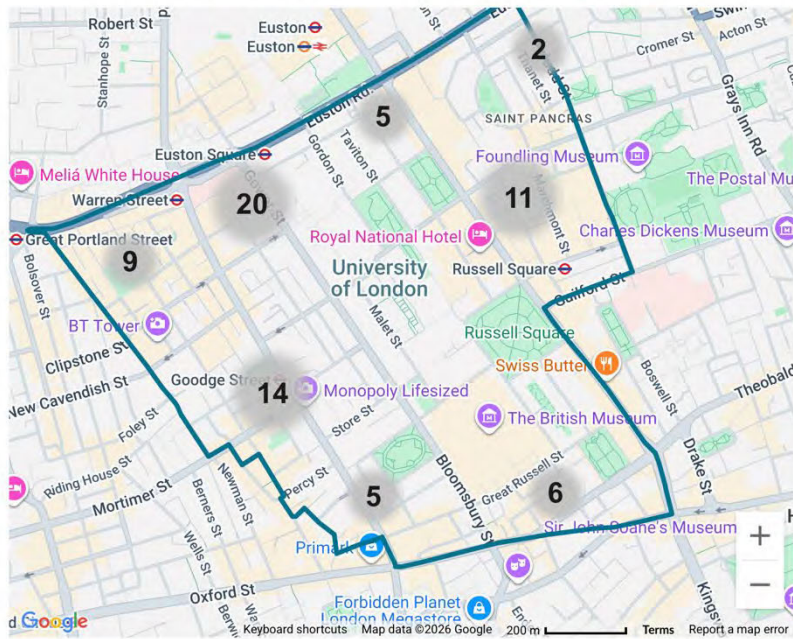 Robert St
Euston
Euston
Stanhope St
2
Cromer St
Acton St
Thanet St
Grays Inn Rd
Euston Rd
5
SAINT PANCRAS
Taviton St
Gordon St
Euston Square
Meliá White House
Foundling Museum
The Postal Mu
Warren Street
20
Gower St
11
Marchmont St
Great Portland Street
Royal National Hotel
Charles Dickens Museum
9
Bolsover St
University
of London
Russell Square
Guilford St
BT Tower
Malet St
Clipstone St
Russell Square
Swiss Butter
New Cavendish St
Goodge Street
14
Monopoly Lifesized
Boswell St
Theobald
Foley St
Store St
The British Museum
Riding House St
Mortimer St
Newman St
Percy St
Bloomsbury St
Great Russell St
Drake St
Berners St
5
6
Wells St
Sir John Soane's Museum
Primark
Oxford St
Kings
Forbidden Planet
London Megastore
+
−
Google
Keyboard shortcuts
Map data ©2026 Google
200 m
Terms
Report a map error